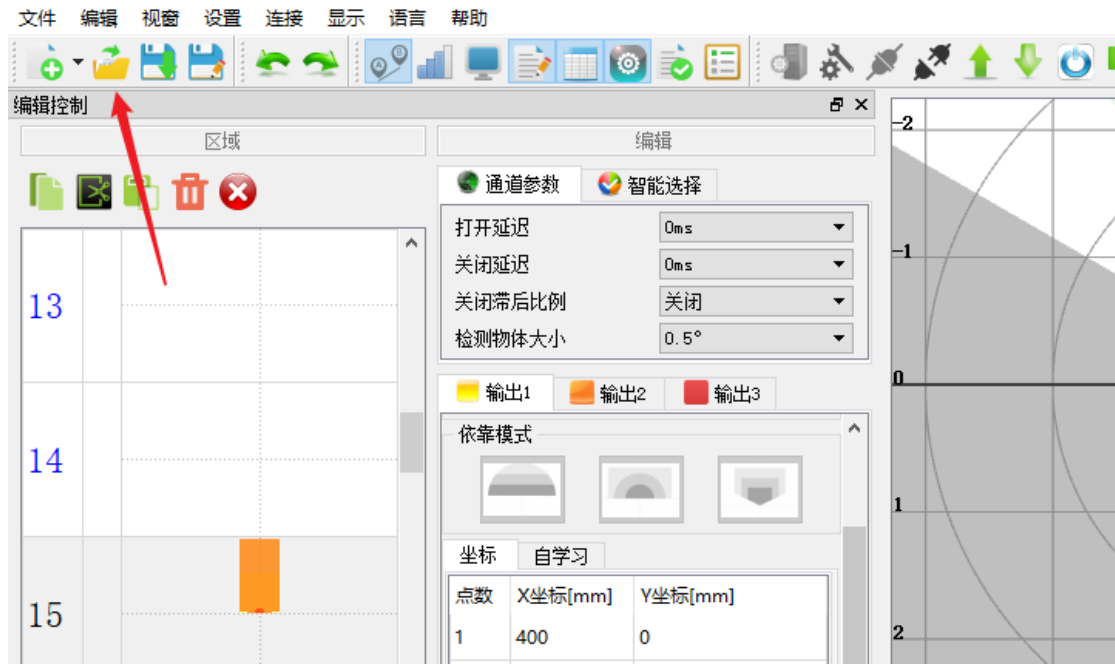 文件 编辑 视窗 设置 连接 显示 语言 帮助
编辑控制
区域
编辑
通道参数 智能选择
打开延迟 0ms
关闭延迟 0ms
关闭滞后比例 关闭
检测物体大小 0.5°
输出1 输出2 输出3
依靠模式
坐标 自学习
点数 X坐标[mm] Y坐标[mm]
1 400 0
13
14
15
A B
-2
-1
0
1
2